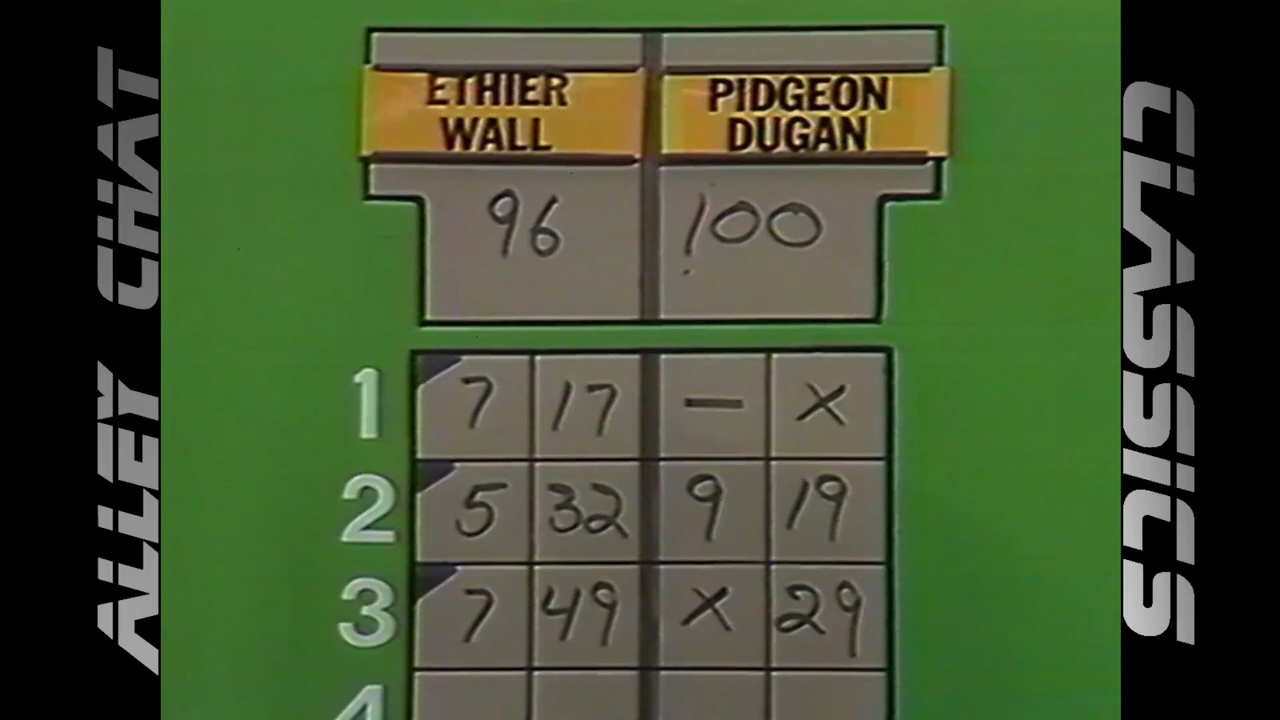 ALLEY CHAT
ETHIER WALL
PIDGEON DUGAN
96 100
1 7 17 — X
2 5 32 9 19
3 7 49 X 29
4
CLASSICS